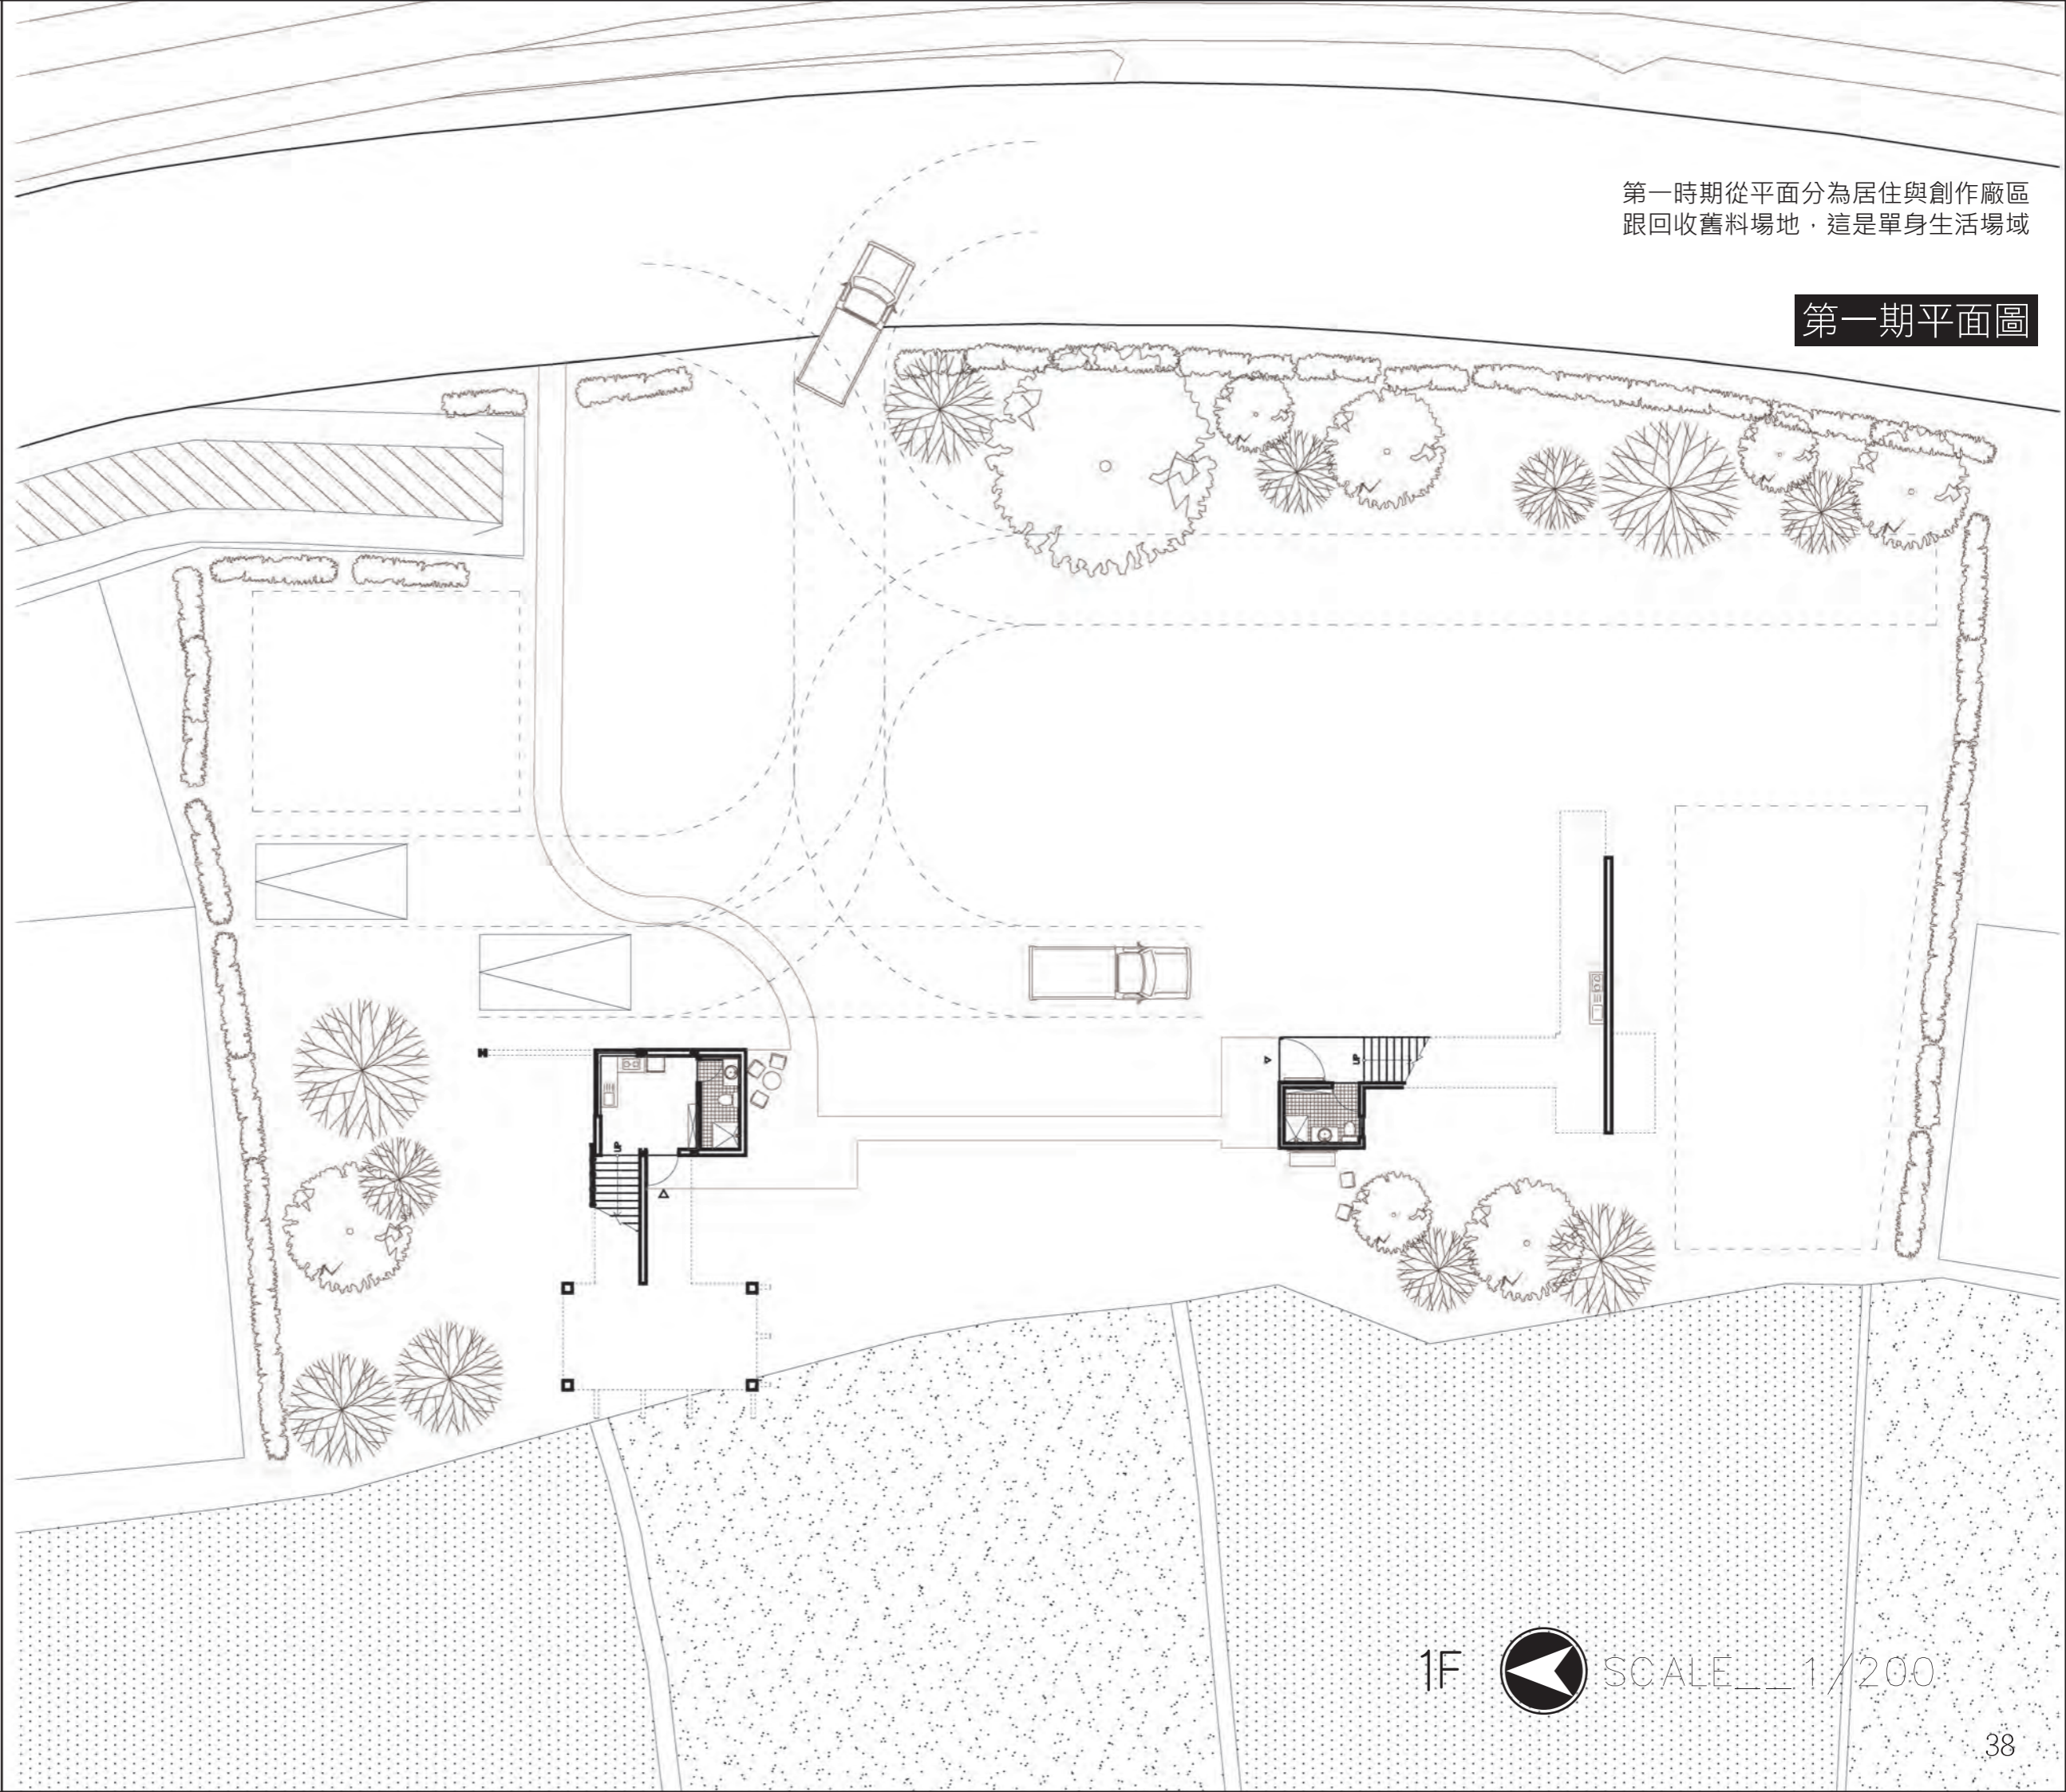 第一時期從平面分為居住與創作廠區
跟回收舊料場地，這是單身生活場域
第一期平面圖
UP
UP
1F SCALE__1/200
38